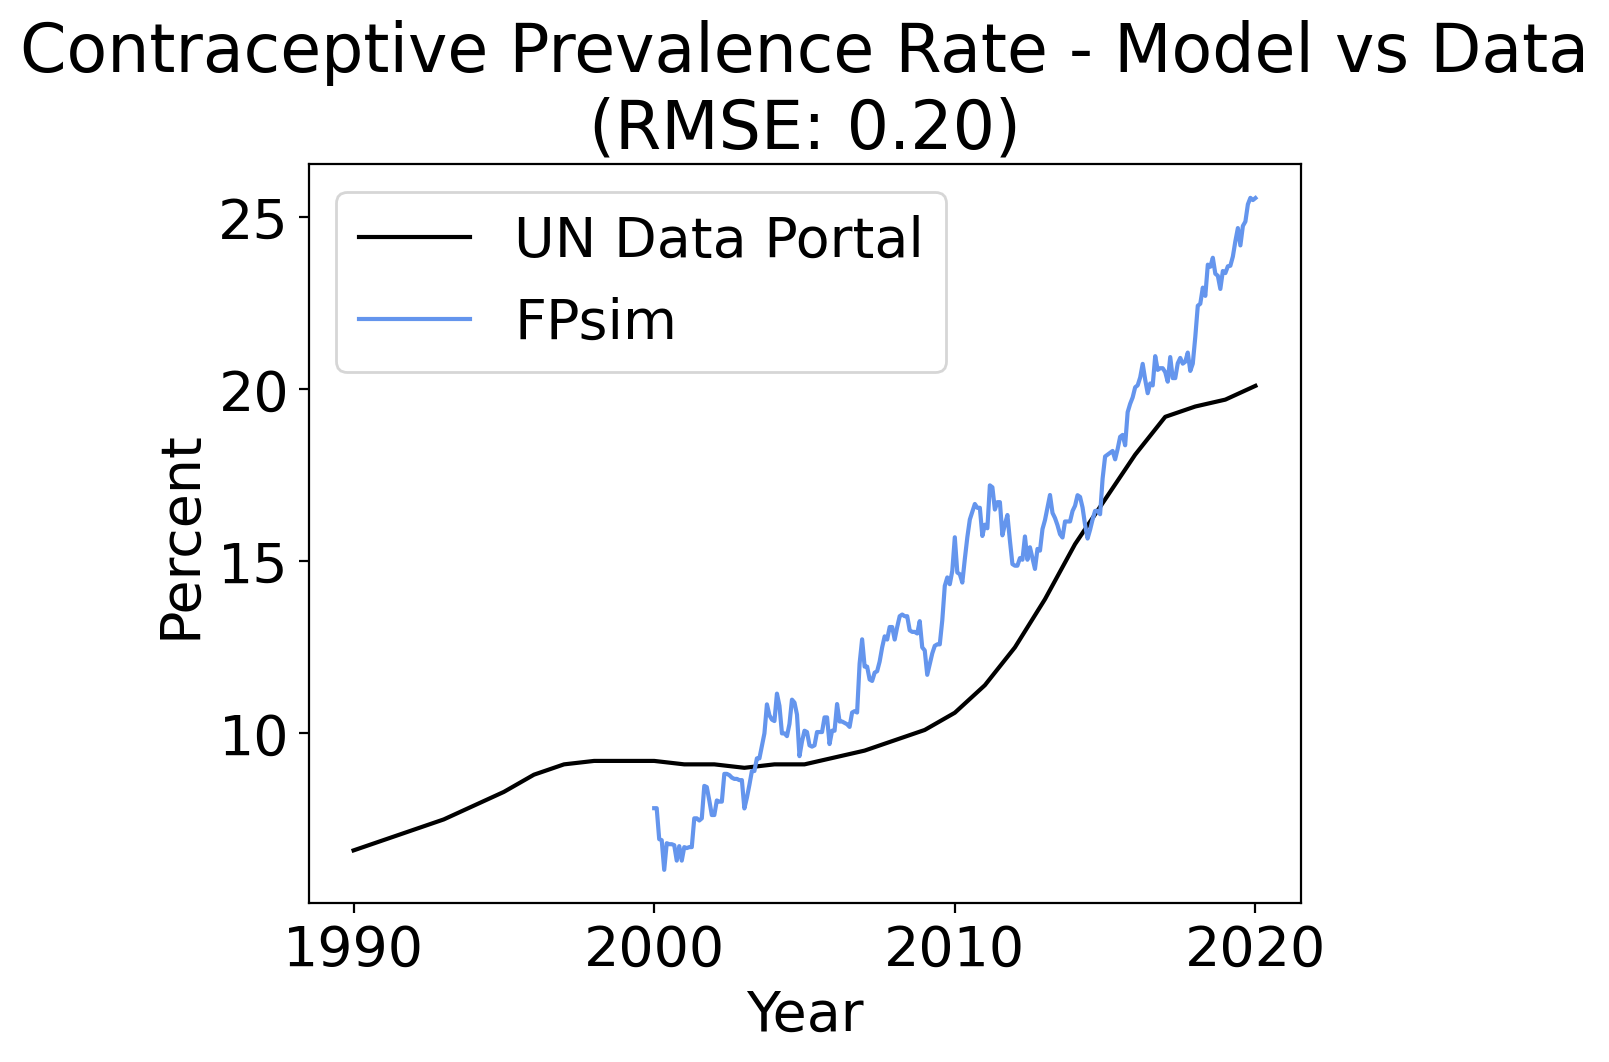 Contraceptive Prevalence Rate - Model vs Data
(RMSE: 0.20)
UN Data Portal
FPsim
25
20
15
10
Percent
1990
2000
2010
2020
Year